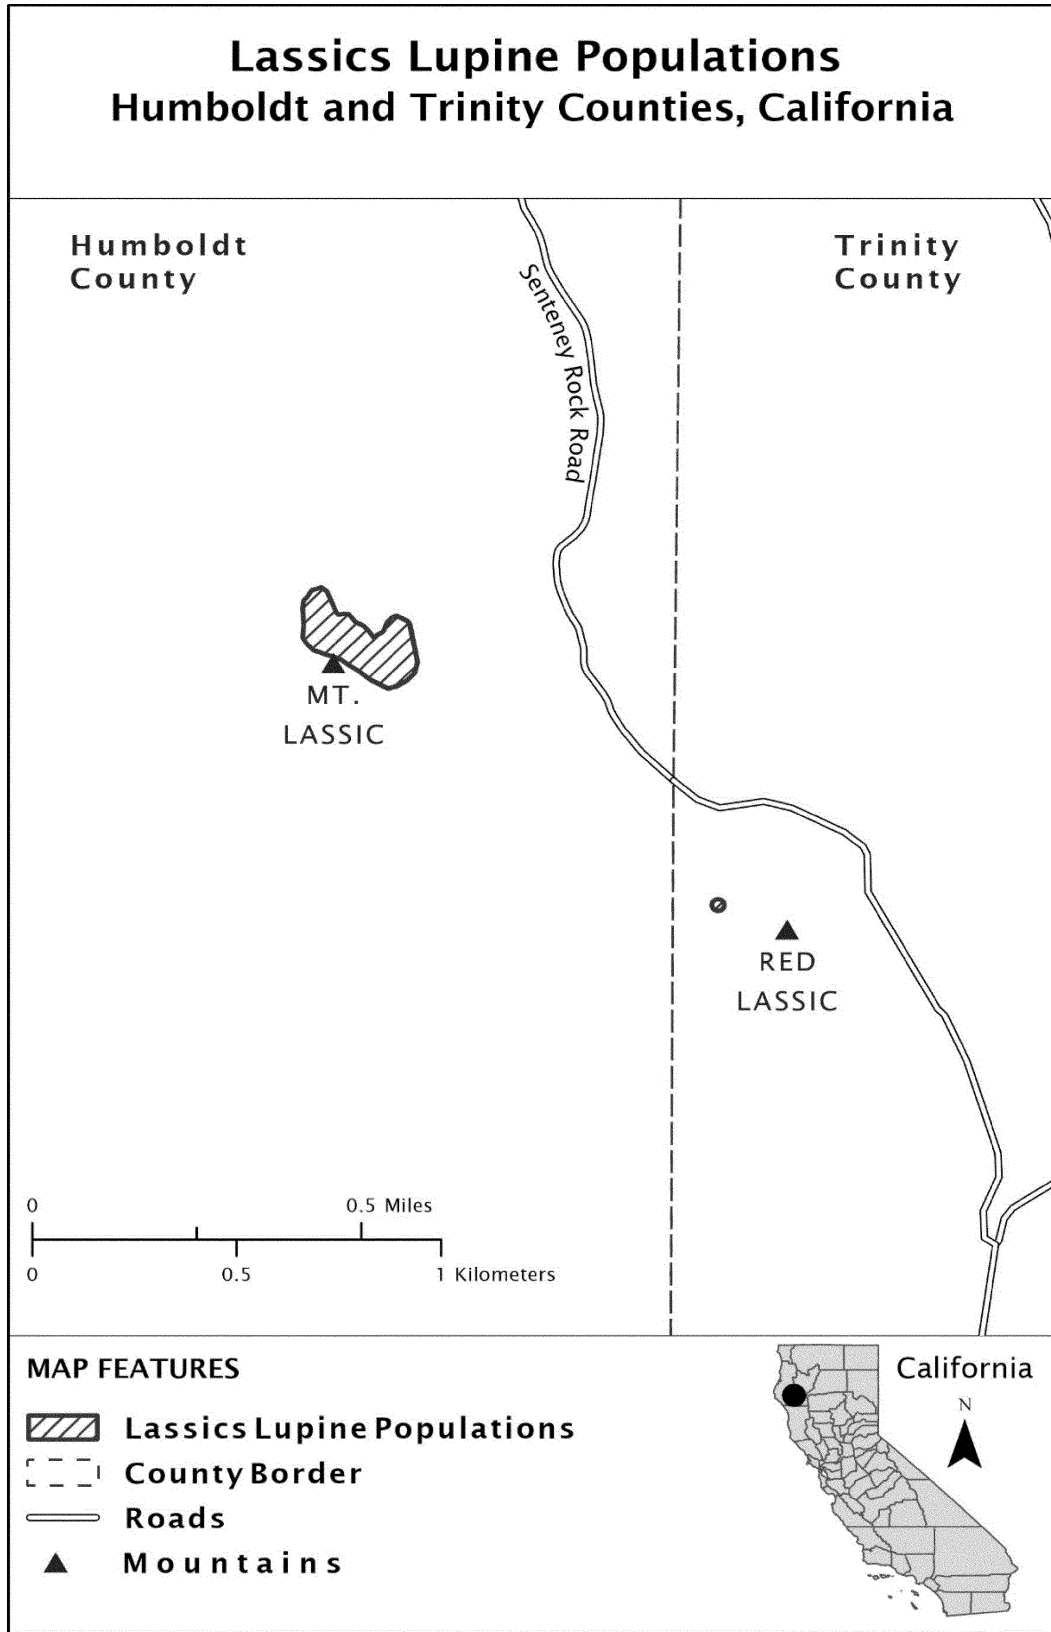 Lassics Lupine Populations
Humboldt and Trinity Counties, California
Humboldt
County
Trinity
County
Senteney Rock Road
MT.
LASSIC
RED
LASSIC
0 0.5 Miles
0 0.5 1 Kilometers
MAP FEATURES
Lassics Lupine Populations
County Border
Roads
Mountains
California
N